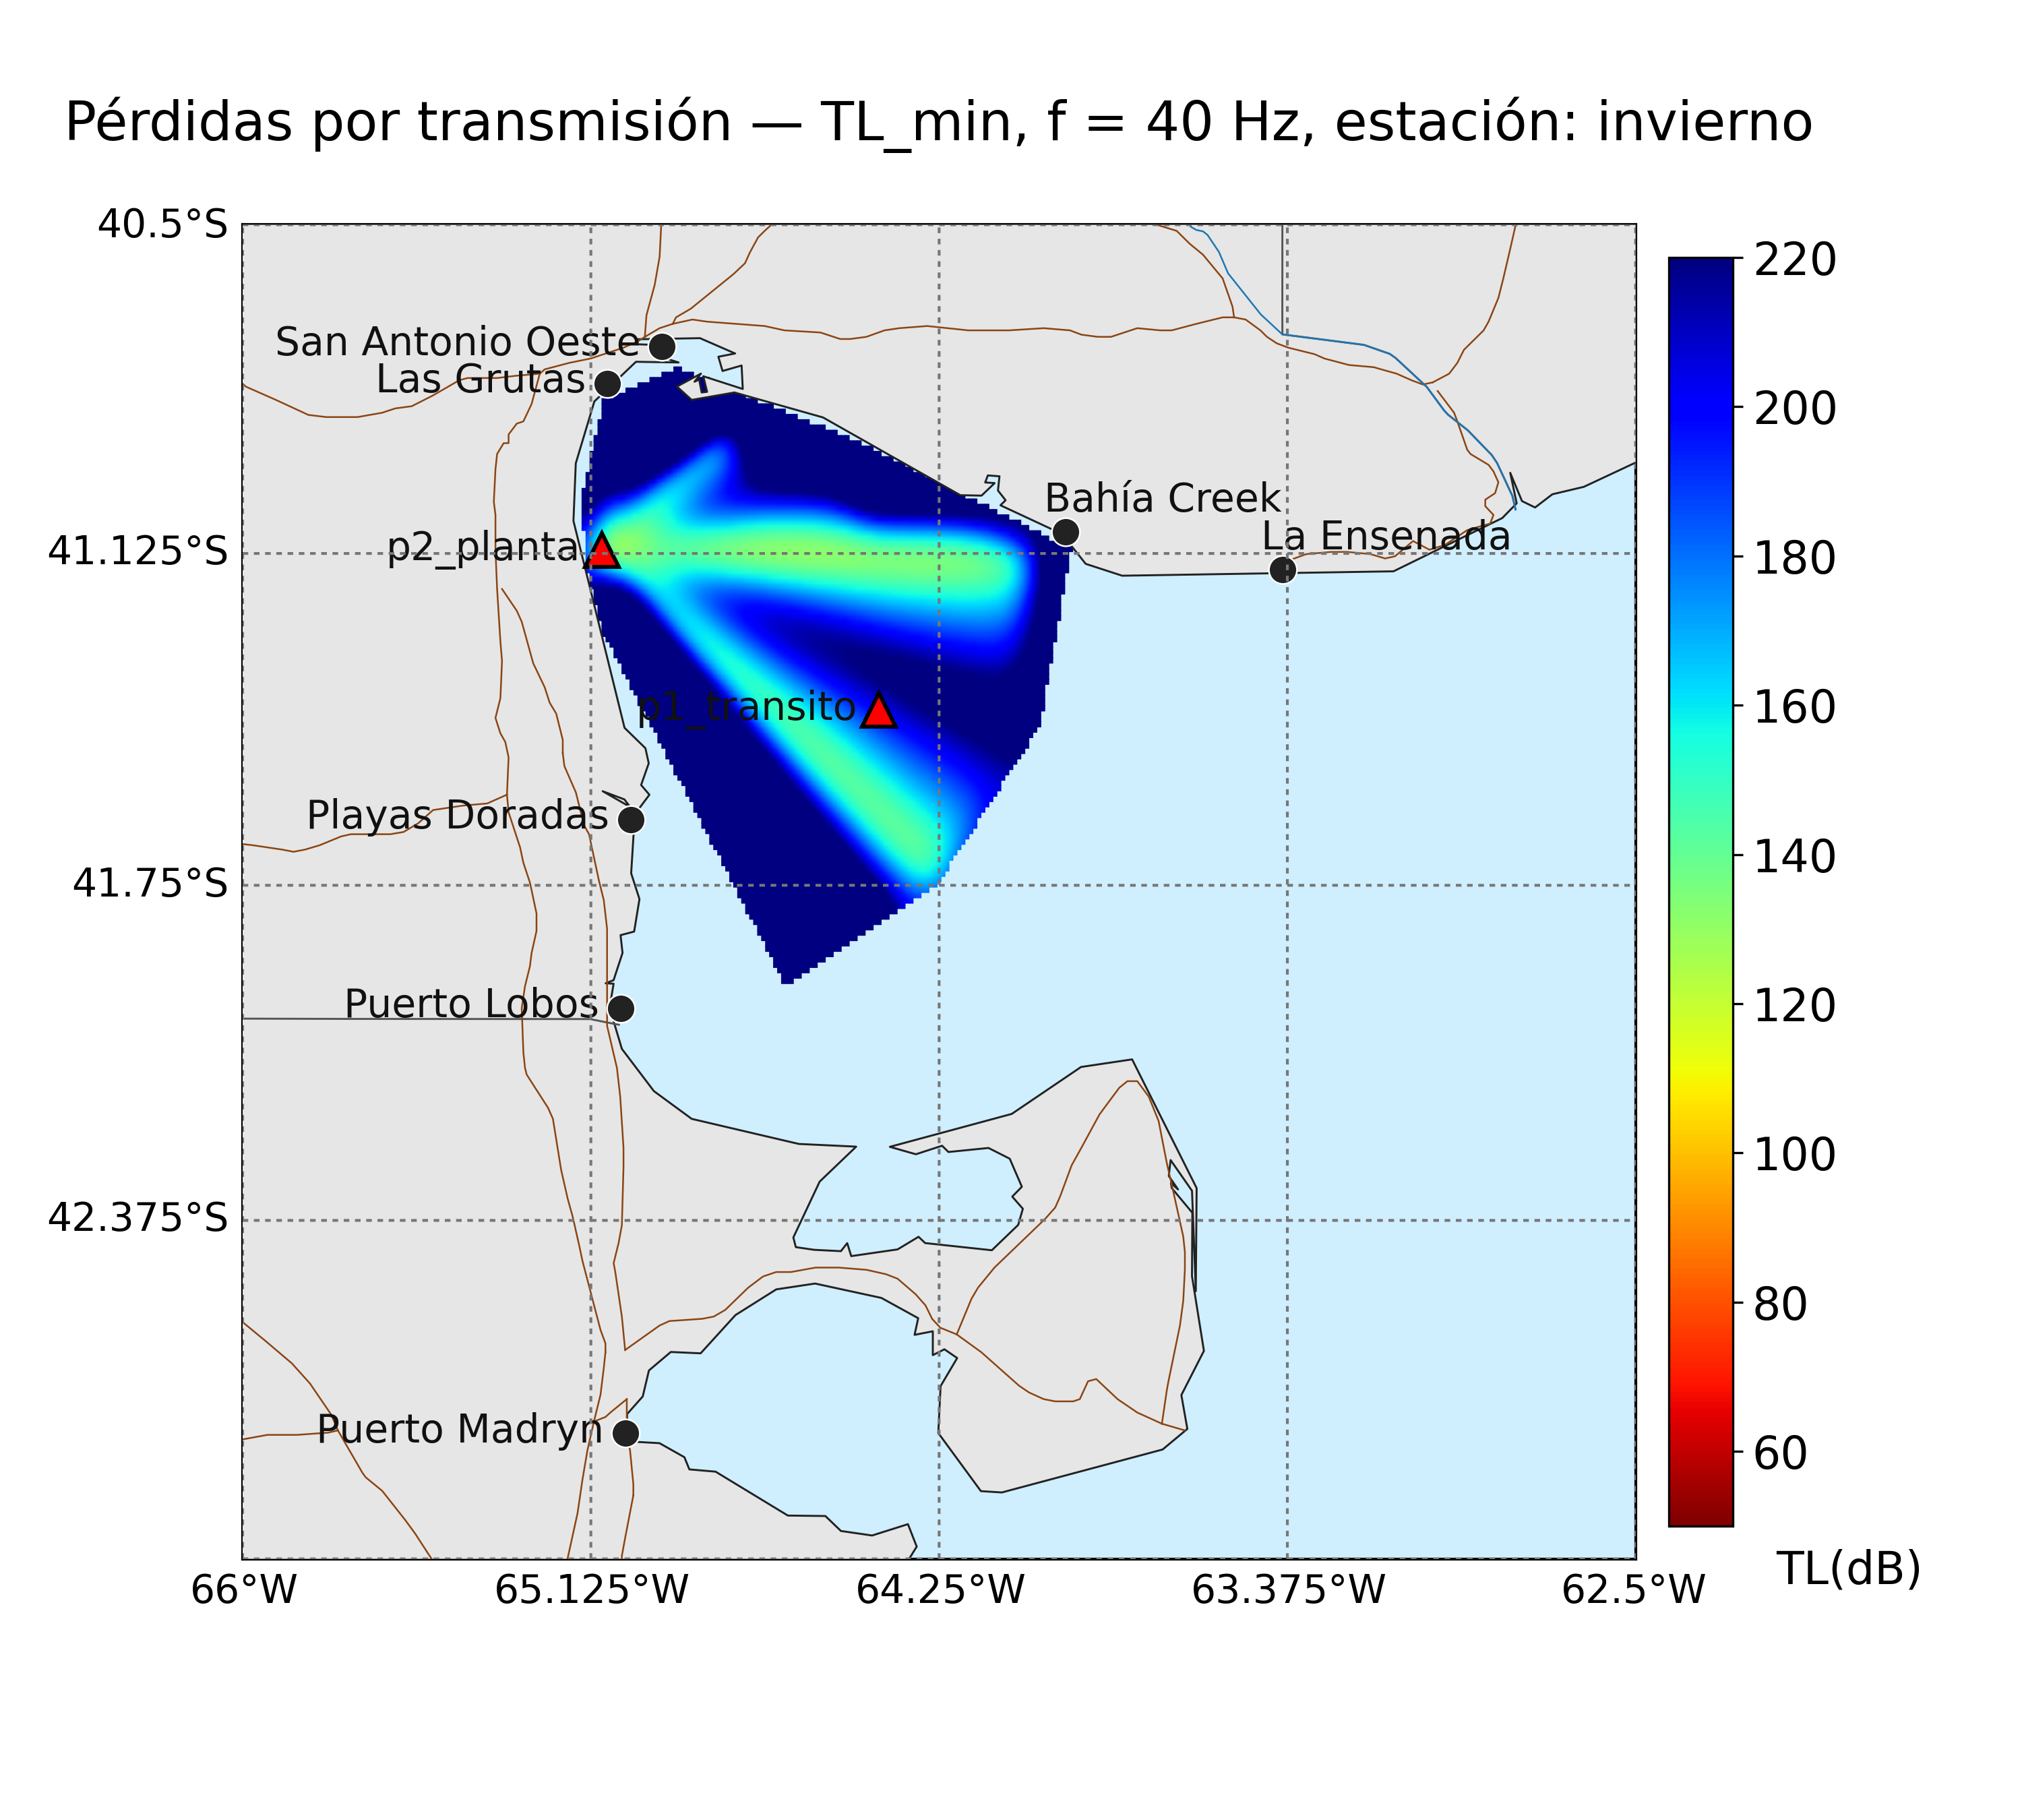 Pérdidas por transmisión — TL_min, f = 40 Hz, estación: invierno
40.5°S
41.125°S
41.75°S
42.375°S
San Antonio Oeste
Las Grutas
Bahía Creek
La Ensenada
p2_planta
p1_transito
Playas Doradas
Puerto Lobos
Puerto Madryn
66°W
65.125°W
64.25°W
63.375°W
62.5°W
220
200
180
160
140
120
100
80
60
TL(dB)